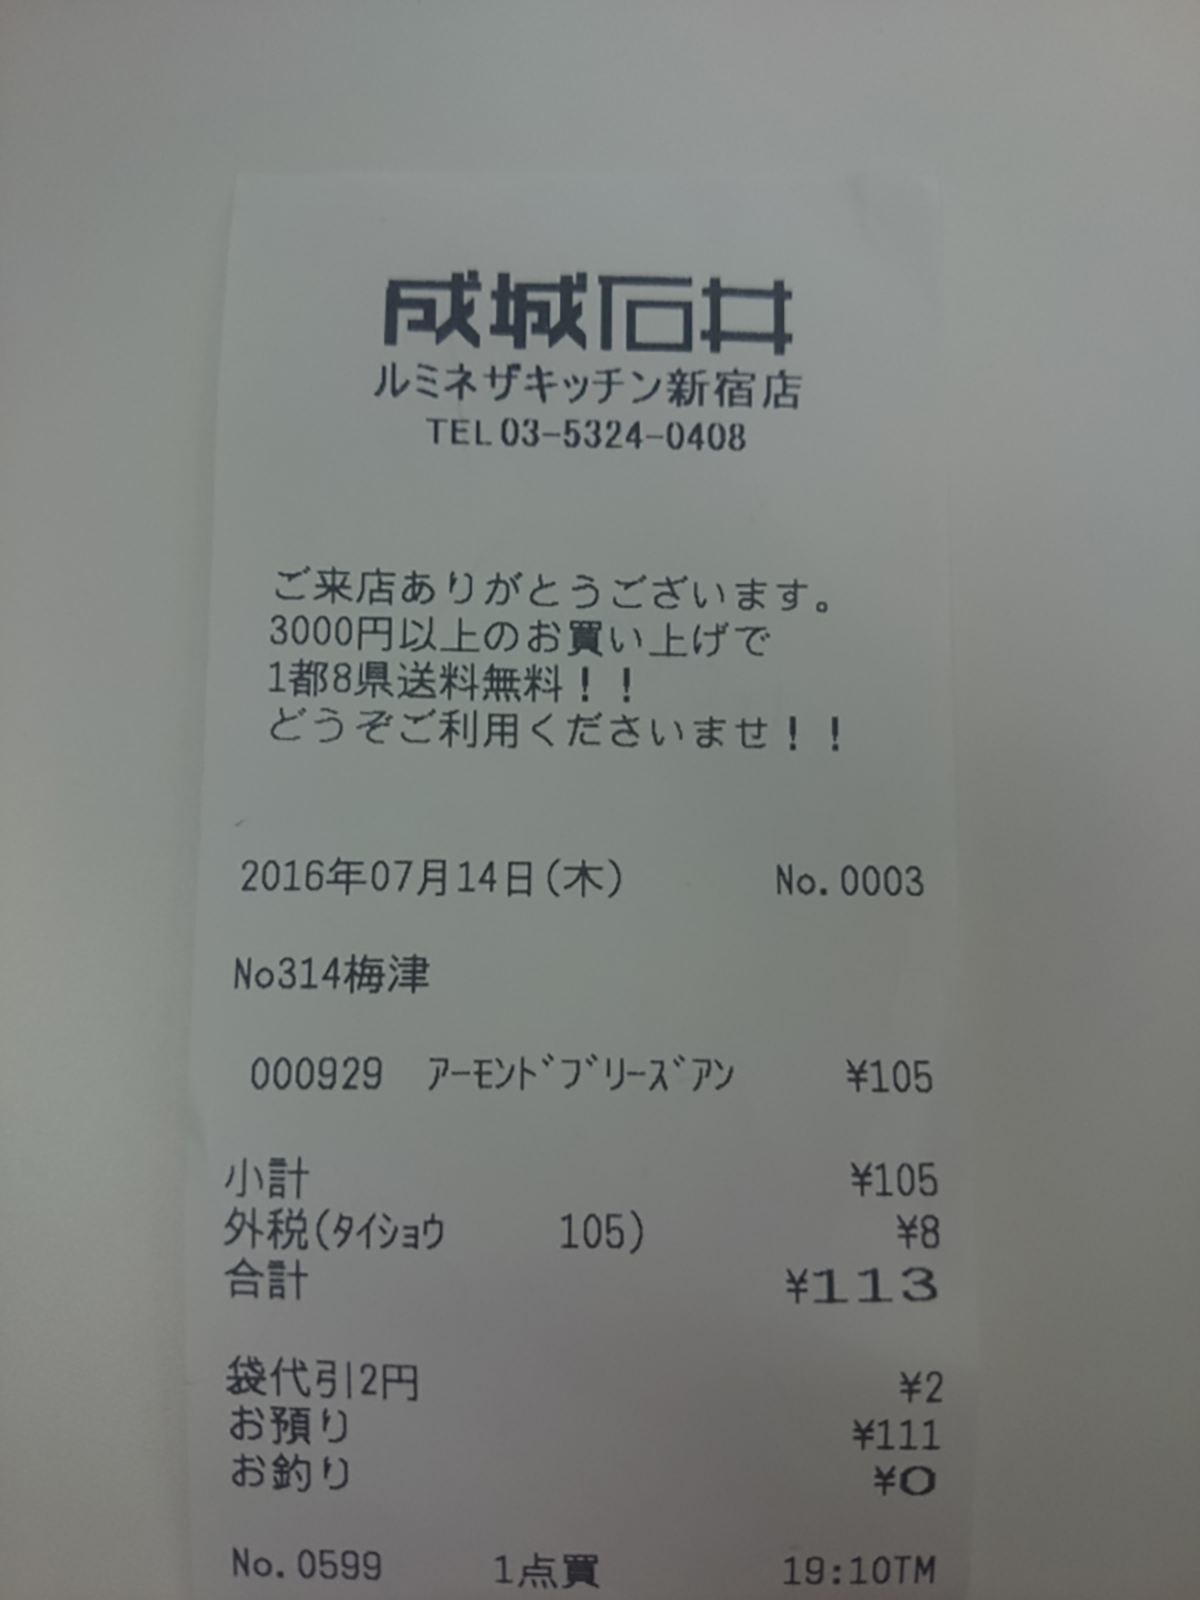 成城石井
ルミネザキッチン新宿店
TEL 03-5324-0408
ご来店ありがとうございます。
3000円以上のお買い上げで
1都8県送料無料！！
どうぞご利用くださいませ！！
2016年07月14日(木) No.0003
No314梅津
000929 ｱｰﾓﾝﾄﾞﾌﾞﾘｰｽﾞｱﾝ ¥105
小計 ¥105
外税(ﾀｲｼｮｳ 105) ¥8
合計 ¥113
袋代引2円 ¥2
お預り ¥111
お釣り ¥0
No.0599 1点買 19:10TM